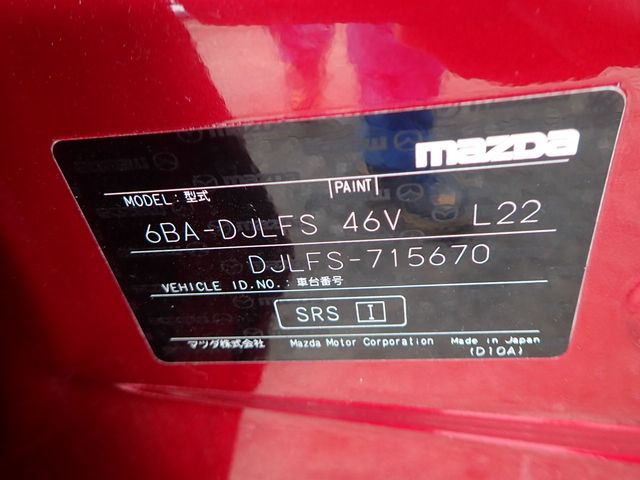 mazda
MODEL: 型式 PAINT
6BA-DJLFS 46V L22
DJLFS-715670
VEHICLE ID.NO.: 車台番号
SRS I
マツダ株式会社 Mazda Motor Corporation Made in Japan
(D10A)